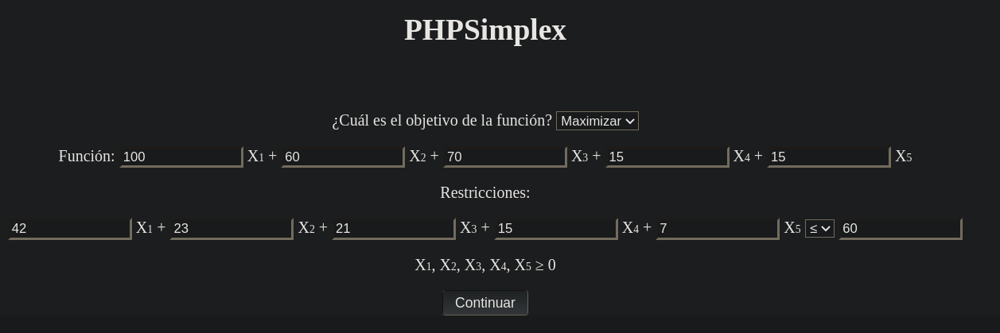 PHPSimplex
¿Cuál es el objetivo de la función? Maximizar
Función: 100 X1 + 60 X2 + 70 X3 + 15 X4 + 15 X5
Restricciones:
42 X1 + 23 X2 + 21 X3 + 15 X4 + 7 X5 ≤ 60
X1, X2, X3, X4, X5 ≥ 0
Continuar